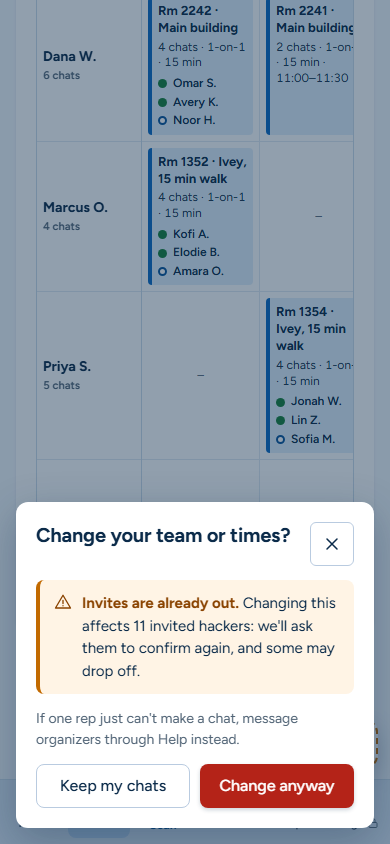 Rm 2242 ·
Main building
4 chats · 1-on-1
· 15 min
Omar S.
Avery K.
Noor H.
Rm 2241 ·
Main building
2 chats · 1-on-
· 15 min ·
11:00–11:30
Dana W.
6 chats
Rm 1352 · Ivey,
15 min walk
4 chats · 1-on-1
· 15 min
Kofi A.
Elodie B.
Amara O.
Marcus O.
4 chats
–
Rm 1354 ·
Ivey, 15 min
walk
4 chats · 1-on-
· 15 min
Jonah W.
Lin Z.
Sofia M.
Priya S.
5 chats
–
Change your team or times?
Invites are already out. Changing this
affects 11 invited hackers: we'll ask
them to confirm again, and some may
drop off.
If one rep just can't make a chat, message
organizers through Help instead.
Keep my chats
Change anyway